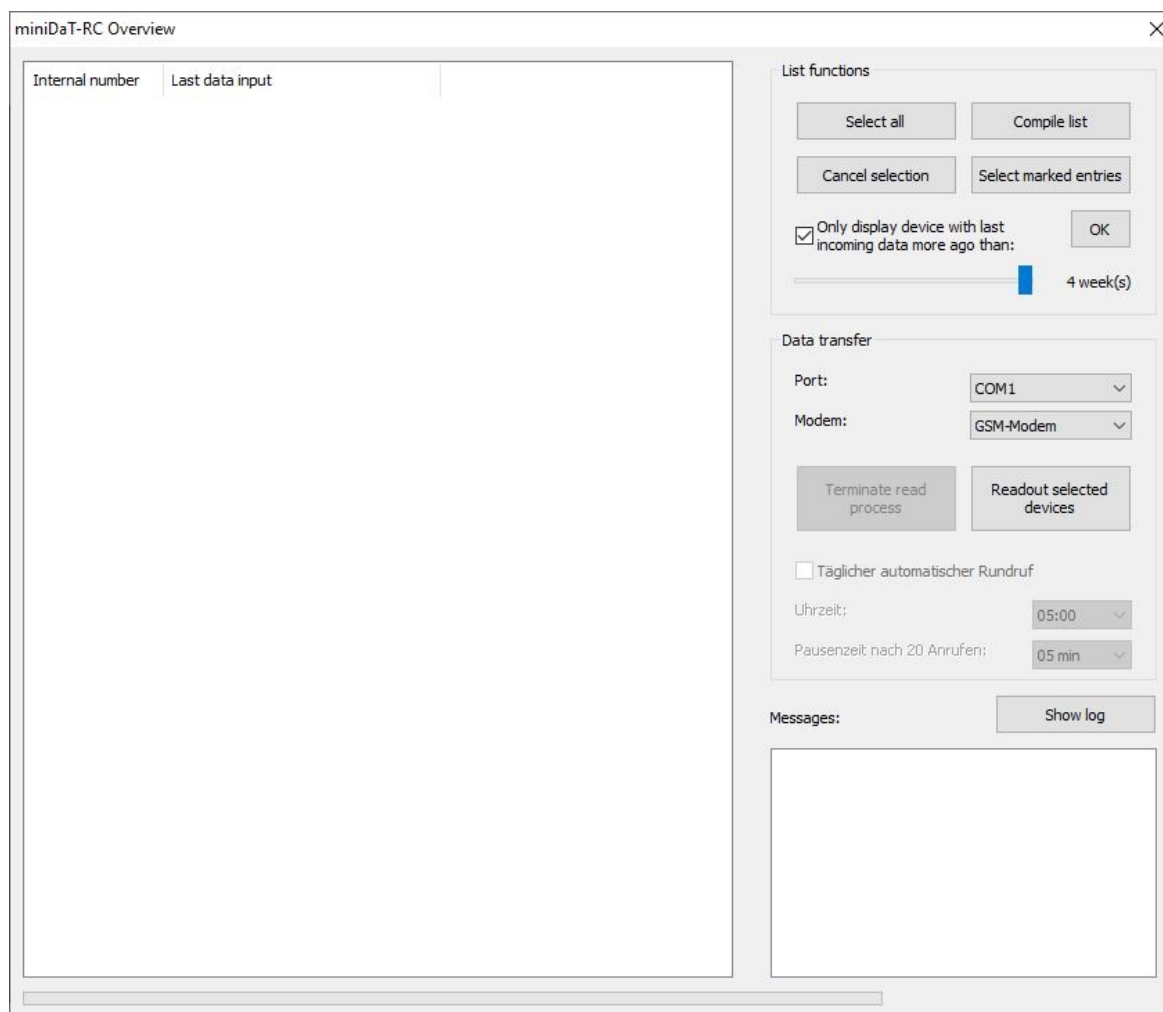 miniDaT-RC Overview
Internal number
Last data input
List functions
Select all
Compile list
Cancel selection
Select marked entries
Only display device with last
incoming data more ago than:
OK
4 week(s)
Data transfer
Port:
COM1
Modem:
GSM-Modem
Terminate read
process
Readout selected
devices
Täglicher automatischer Rundruf
Uhrzeit:
05:00
Pausenzeit nach 20 Anrufen:
05 min
Messages:
Show log